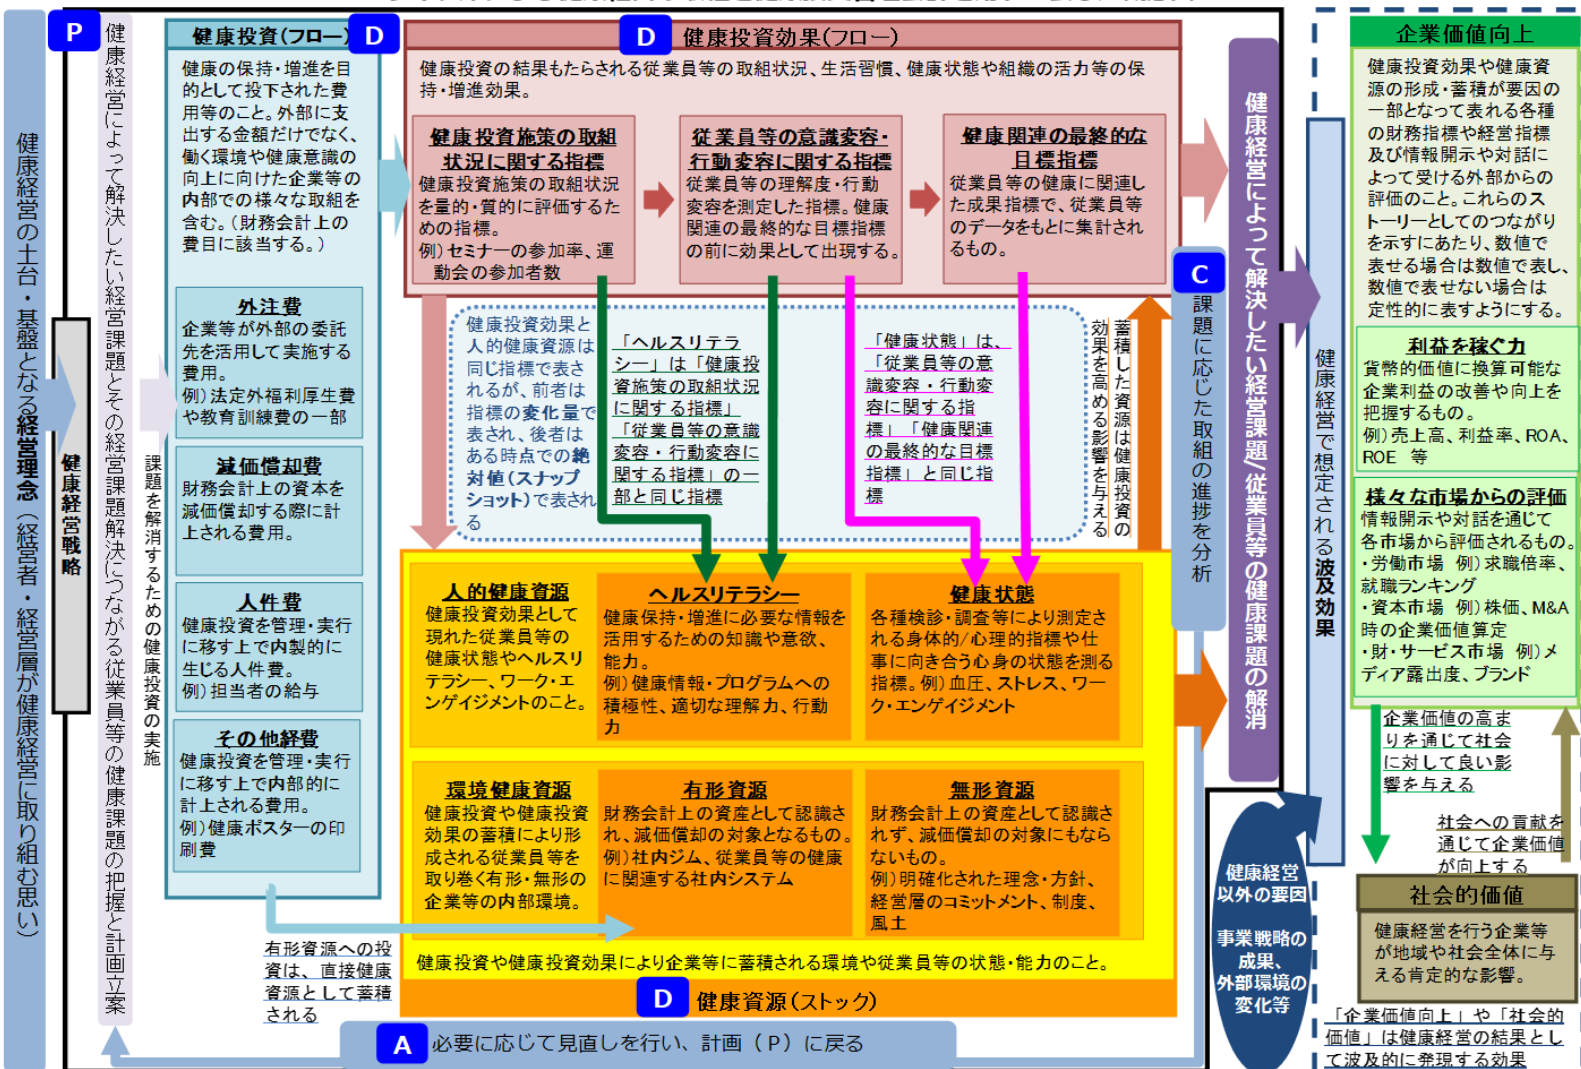 健康経営の土台・基盤となる経営理念（経営者・経営層が健康経営に取り組む思い）
健康経営戦略
P
健康経営によって解決したい経営課題とその経営課題解決につながる従業員等の健康課題の把握と計画立案
課題を解消するための健康投資の実施
健康投資(フロー)
D
健康の保持・増進を目
的として投下された費
用等のこと。外部に支
出する金額だけでなく、
働く環境や健康意識の
向上に向けた企業等の
内部での様々な取組を
含む。(財務会計上の
費目に該当する。)
外注費
企業等が外部の委託
先を活用して実施する
費用。
例)法定外福利厚生費
や教育訓練費の一部
減価償却費
財務会計上の資本を
減価償却する際に計
上される費用。
人件費
健康投資を管理・実行
に移す上で内製的に
生じる人件費。
例)担当者の給与
その他経費
健康投資を管理・実行
に移す上で内部的に
計上される費用。
例)健康ポスターの印
刷費
有形資源への投
資は、直接健康
資源として蓄積
される
D
健康投資効果(フロー)
健康投資の結果もたらされる従業員等の取組状況、生活習慣、健康状態や組織の活力等の保
持・増進効果。
健康投資施策の取組
状況に関する指標
健康投資施策の取組状況
を量的・質的に評価するた
めの指標。
例)セミナーの参加率、運
動会の参加者数
従業員等の意識変容・
行動変容に関する指標
従業員等の理解度・行動
変容を測定した指標。健康
関連の最終的な目標指標
の前に効果として出現する。
健康関連の最終的な
目標指標
従業員等の健康に関連し
た成果指標で、従業員等
のデータをもとに集計され
るもの。
健康投資効果と
人的健康資源は
同じ指標で表さ
れるが、前者は
指標の変化量で
表され、後者は
ある時点での絶
対値（スナップ
ショット）で表され
る
「ヘルスリテラ
シー」は「健康投
資施策の取組状況
に関する指標」
「従業員等の意識
変容・行動変容に
関する指標」の一
部と同じ指標
「健康状態」は、
「従業員等の意
識変容・行動変
容に関する指
標」「健康関連
の最終的な目標
指標」と同じ指
標
蓄積した資源は健康投資の
効果を高める影響を与える
人的健康資源
健康投資効果として
現れた従業員等の
健康状態やヘルスリ
テラシー、ワーク・エ
ンゲイジメントのこと。
ヘルスリテラシー
健康保持・増進に必要な情報を
活用するための知識や意欲、
能力。
例)健康情報・プログラムへの
積極性、適切な理解力、行動
力
健康状態
各種検診・調査等により測定さ
れる身体的/心理的指標や仕
事に向き合う心身の状態を測る
指標。例)血圧、ストレス、ワー
ク・エンゲイジメント
環境健康資源
健康投資や健康投資
効果の蓄積により形
成される従業員等を
取り巻く有形・無形の
企業等の内部環境。
有形資源
財務会計上の資産として認識さ
れ、減価償却の対象となるもの。
例)社内ジム、従業員等の健康
に関連する社内システム
無形資源
財務会計上の資産として認識
されず、減価償却の対象にもなら
ないもの。
例)明確化された理念・方針、
経営層のコミットメント、制度、
風土
健康投資や健康投資効果により企業等に蓄積される環境や従業員等の状態・能力のこと。
D
健康資源(ストック)
A
必要に応じて見直しを行い、計画（P）に戻る
C
課題に応じた取組の進捗を分析
健康経営によって解決したい経営課題/従業員等の健康課題の解消
健康経営で想定される波及効果
健康経営
以外の要因
事業戦略の
成果、
外部環境の
変化等
企業価値向上
健康投資効果や健康資
源の形成・蓄積が要因の
一部となって表れる各種
の財務指標や経営指標
及び情報開示や対話に
よって受ける外部からの
評価のこと。これらのス
トーリーとしてのつながり
を示すにあたり、数値で
表せる場合は数値で表し、
数値で表せない場合は
定性的に表すようにする。
利益を稼ぐ力
貨幣的価値に換算可能な
企業利益の改善や向上を
把握するもの。
例)売上高、利益率、ROA、
ROE 等
様々な市場からの評価
情報開示や対話を通じて
各市場から評価されるもの。
・労働市場 例)求職倍率、
就職ランキング
・資本市場 例)株価、M&A
時の企業価値算定
・財・サービス市場 例)メ
ディア露出度、ブランド
企業価値の高ま
りを通じて社会
に対して良い影
響を与える
社会への貢献を
通じて企業価値
が向上する
社会的価値
健康経営を行う企業等
が地域や社会全体に与
える肯定的な影響。
「企業価値向上」や「社会的
価値」は健康経営の結果とし
て波及的に発現する効果